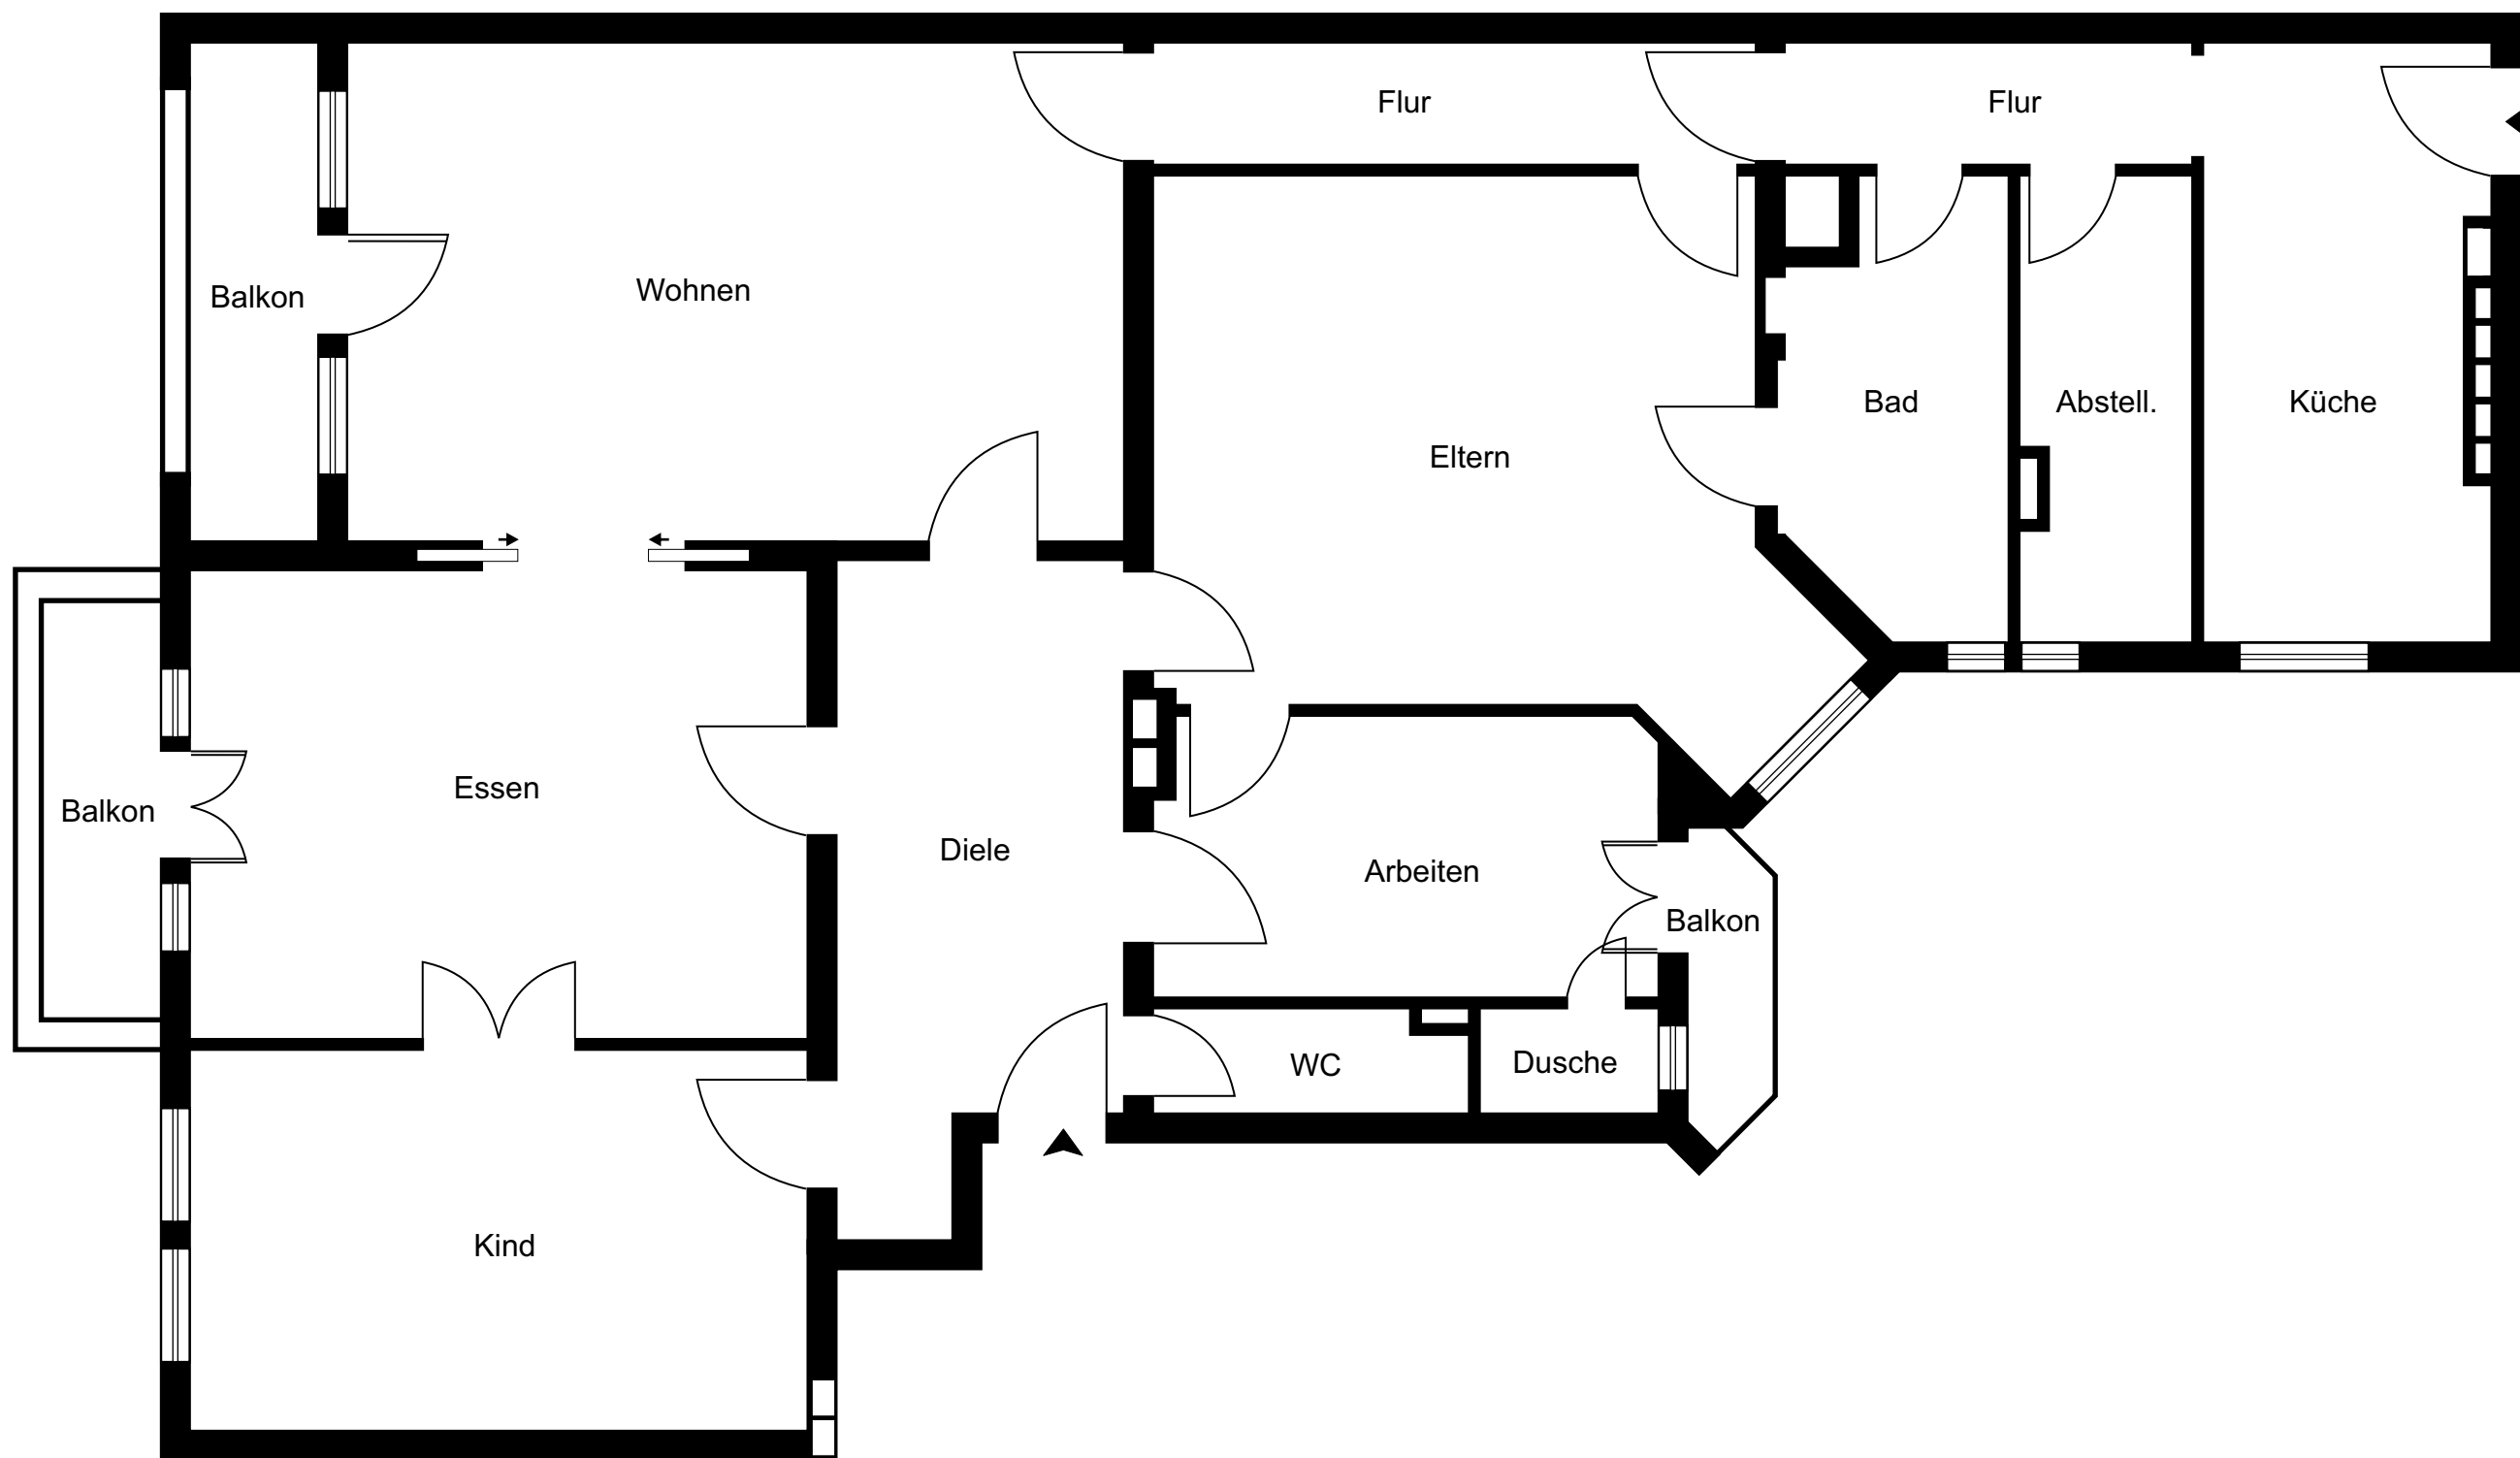 Flur
Flur
Balkon
Wohnen
Eltern
Bad
Abstell.
Küche
Balkon
Essen
Diele
Arbeiten
Balkon
WC
Dusche
Kind